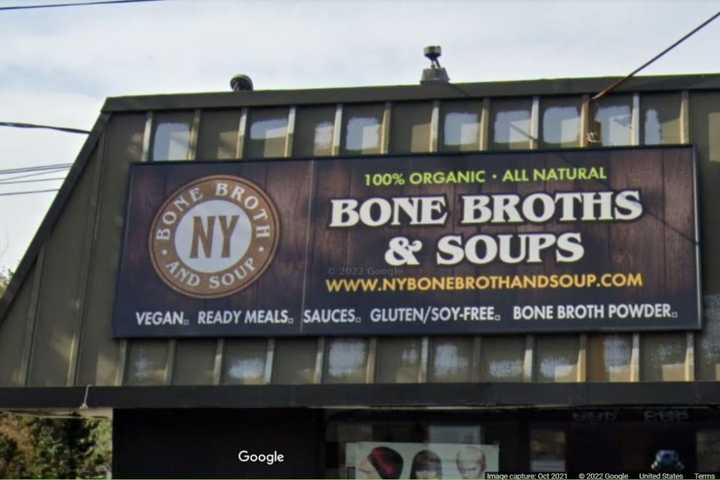 100% ORGANIC • ALL NATURAL
BONE BROTH
NY
AND SOUP
BONE BROTHS
& SOUPS
© 2022 Google
WWW.NYBONEBROTHANDSOUP.COM
VEGAN□ READY MEALS□ SAUCES□ GLUTEN/SOY-FREE□ BONE BROTH POWDER□
Google
Image capture: Oct 2021 © 2022 Google United States Terms